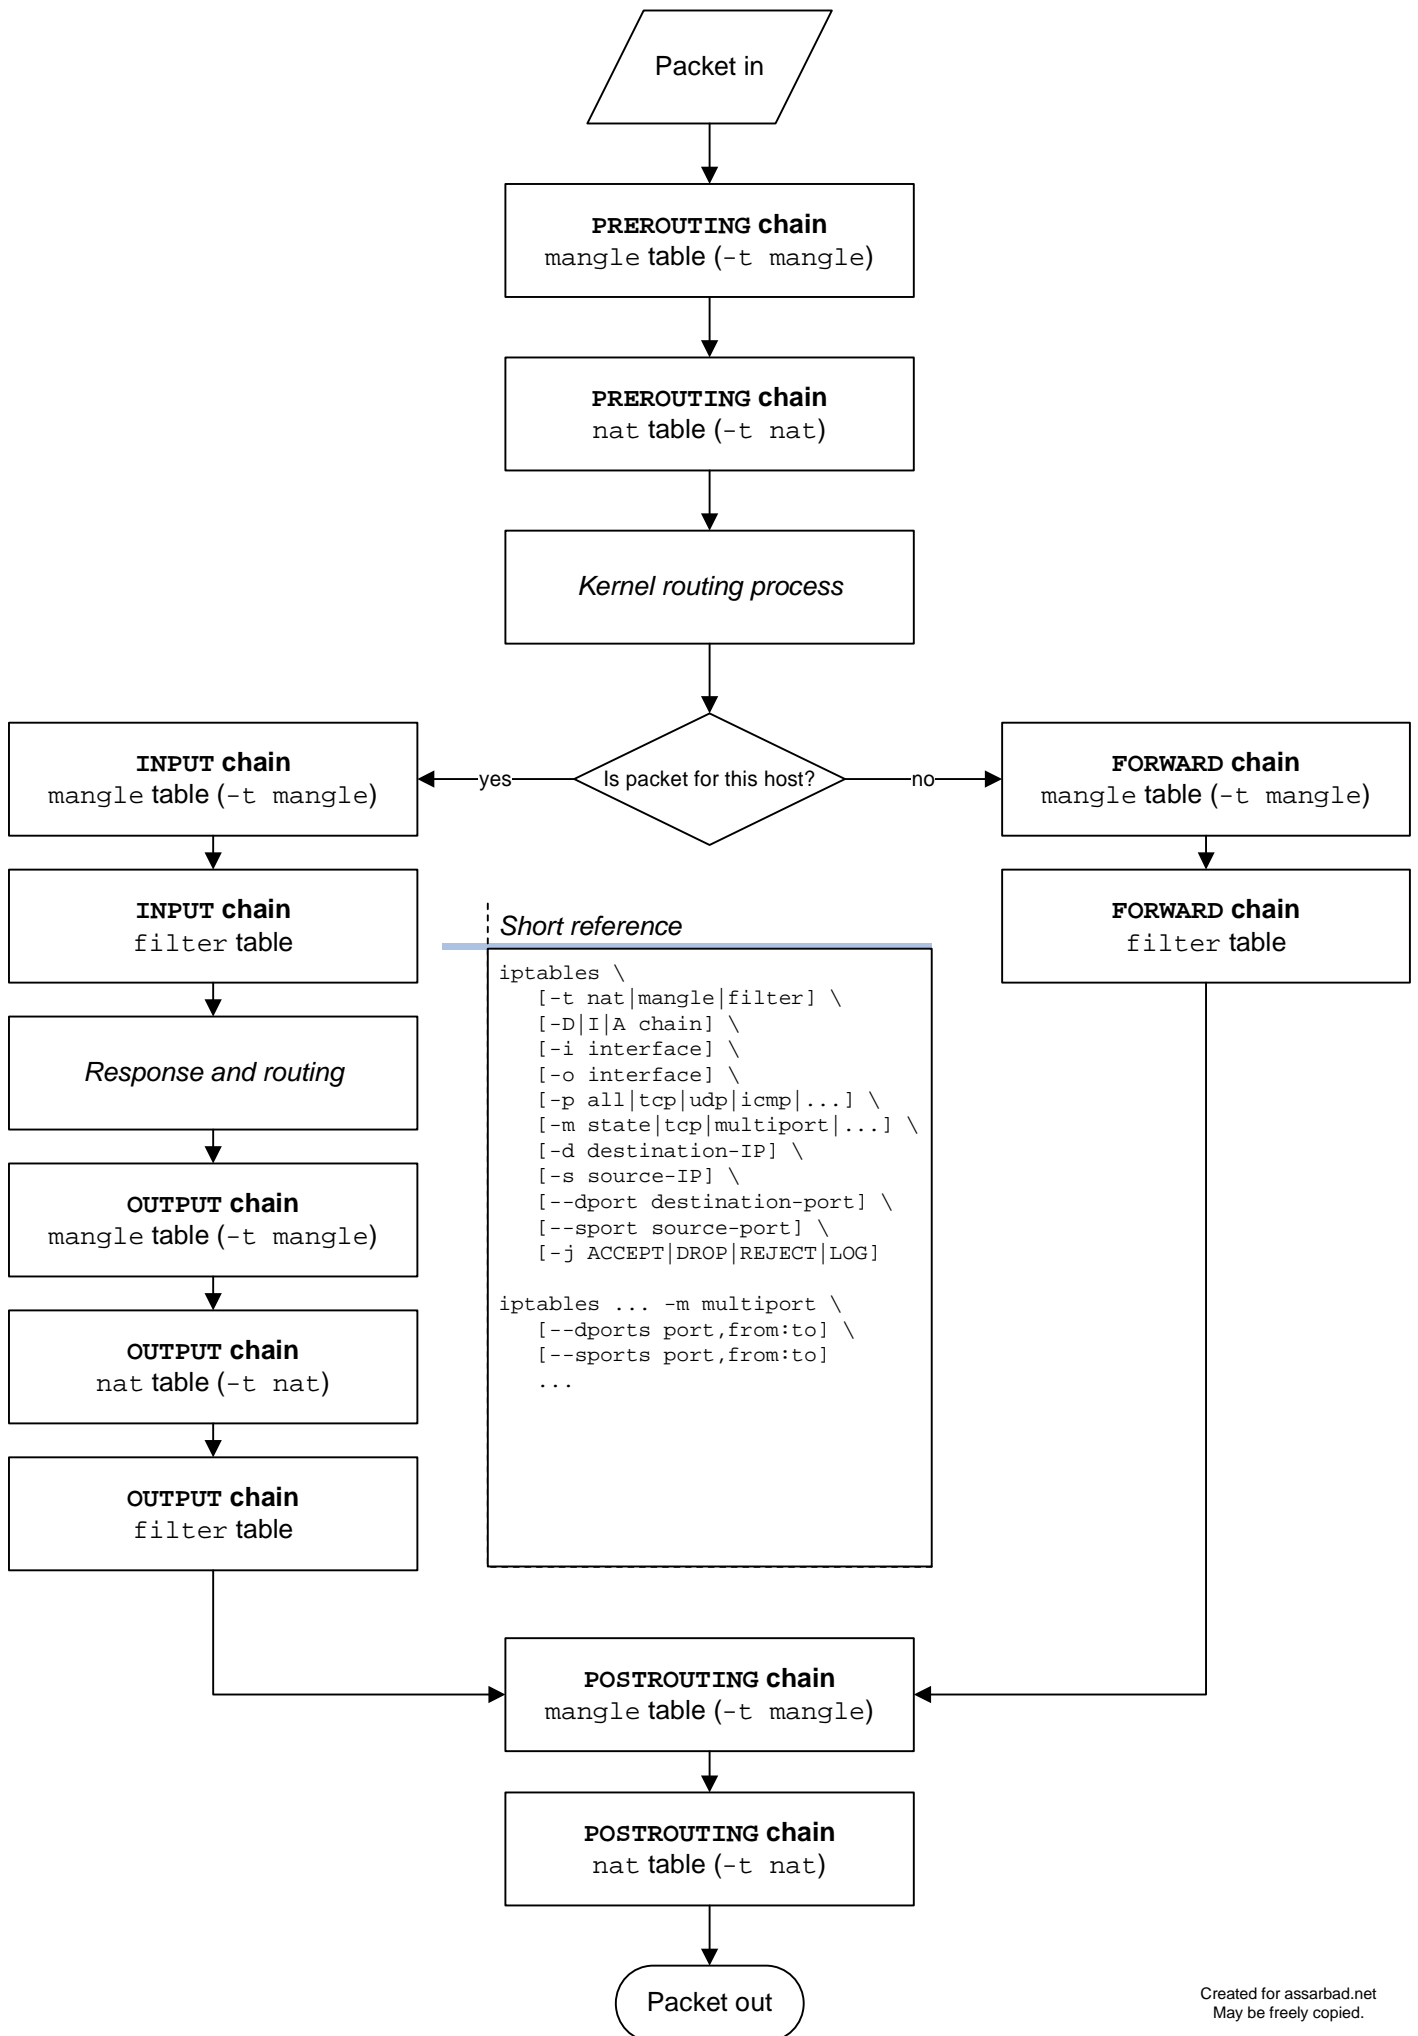 Packet in
PREROUTING chain
mangle table (-t mangle)
PREROUTING chain
nat table (-t nat)
Kernel routing process
Is packet for this host?
yes
no
INPUT chain
mangle table (-t mangle)
INPUT chain
filter table
Response and routing
OUTPUT chain
mangle table (-t mangle)
OUTPUT chain
nat table (-t nat)
OUTPUT chain
filter table
FORWARD chain
mangle table (-t mangle)
FORWARD chain
filter table
Short reference
iptables \
[-t nat|mangle|filter] \
[-D|I|A chain] \
[-i interface] \
[-o interface] \
[-p all|tcp|udp|icmp|...] \
[-m state|tcp|multiport|...] \
[-d destination-IP] \
[-s source-IP] \
[--dport destination-port] \
[--sport source-port] \
[-j ACCEPT|DROP|REJECT|LOG]
iptables ... -m multiport \
[--dports port,from:to] \
[--sports port,from:to]
...
POSTROUTING chain
mangle table (-t mangle)
POSTROUTING chain
nat table (-t nat)
Packet out
Created for assarbad.net
May be freely copied.